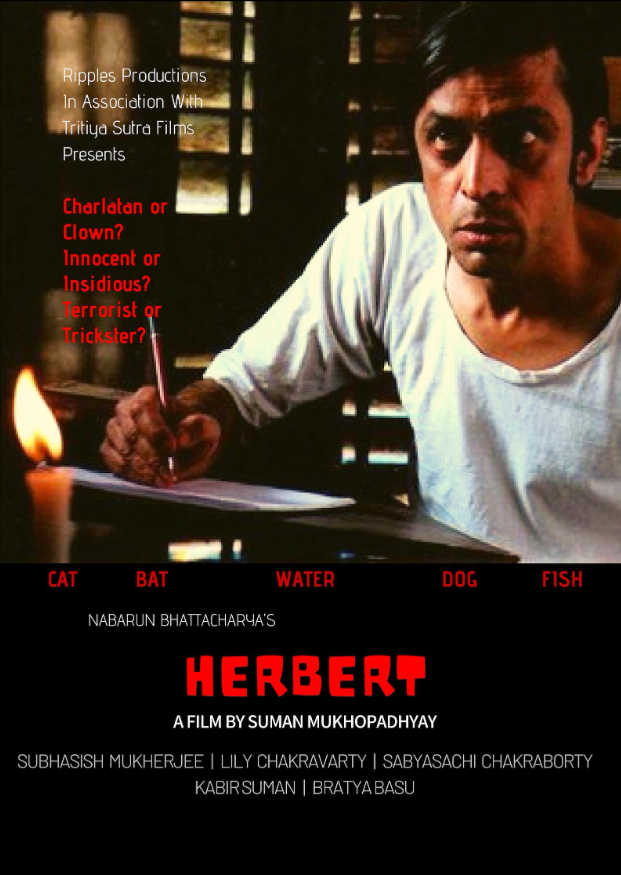 Ripples Productions
In Association With
Tritiya Sutra Films
Presents
Charlatan or
Clown?
Innocent or
Insidious?
Terrorist or
Trickster?
CAT BAT WATER DOG FISH
NABARUN BHATTACHARYA'S
HERBERT
A FILM BY SUMAN MUKHOPADHYAY
SUBHASISH MUKHERJEE | LILY CHAKRAVARTY | SABYASACHI CHAKRABORTY
KABIR SUMAN | BRATYA BASU